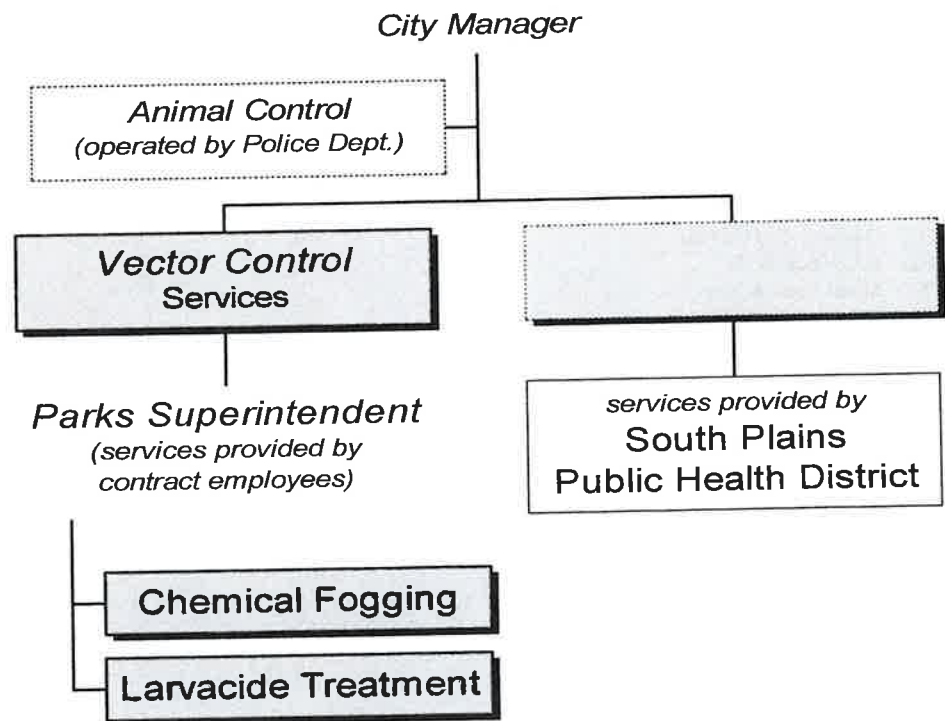 City Manager
Animal Control
(operated by Police Dept.)
Vector Control
Services
Parks Superintendent
(services provided by
contract employees)
services provided by
South Plains
Public Health District
Chemical Fogging
Larvacide Treatment